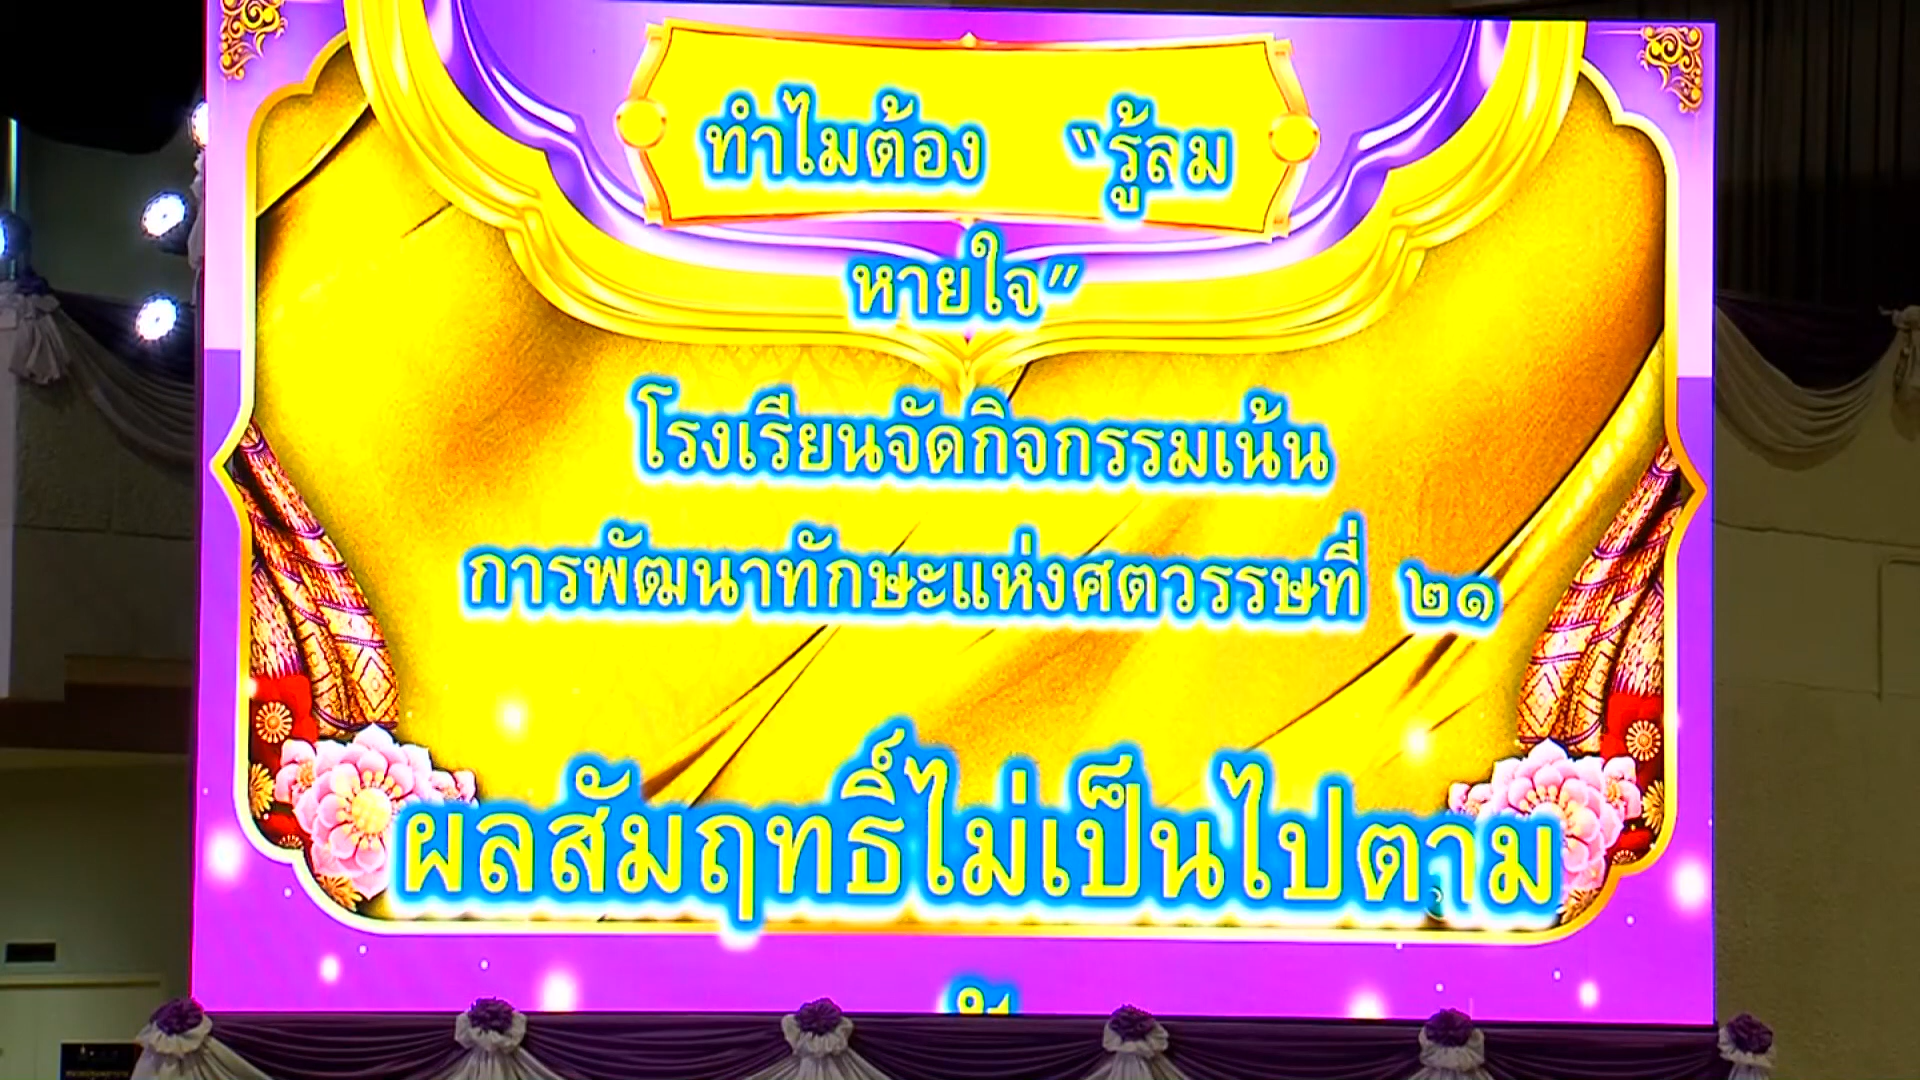 ทำไมต้อง "รู้ลม
หายใจ"
โรงเรียนจัดกิจกรรมเน้น
การพัฒนาทักษะแห่งศตวรรษที่ ๒๑
ผลสัมฤทธิ์ไม่เป็นไปตาม